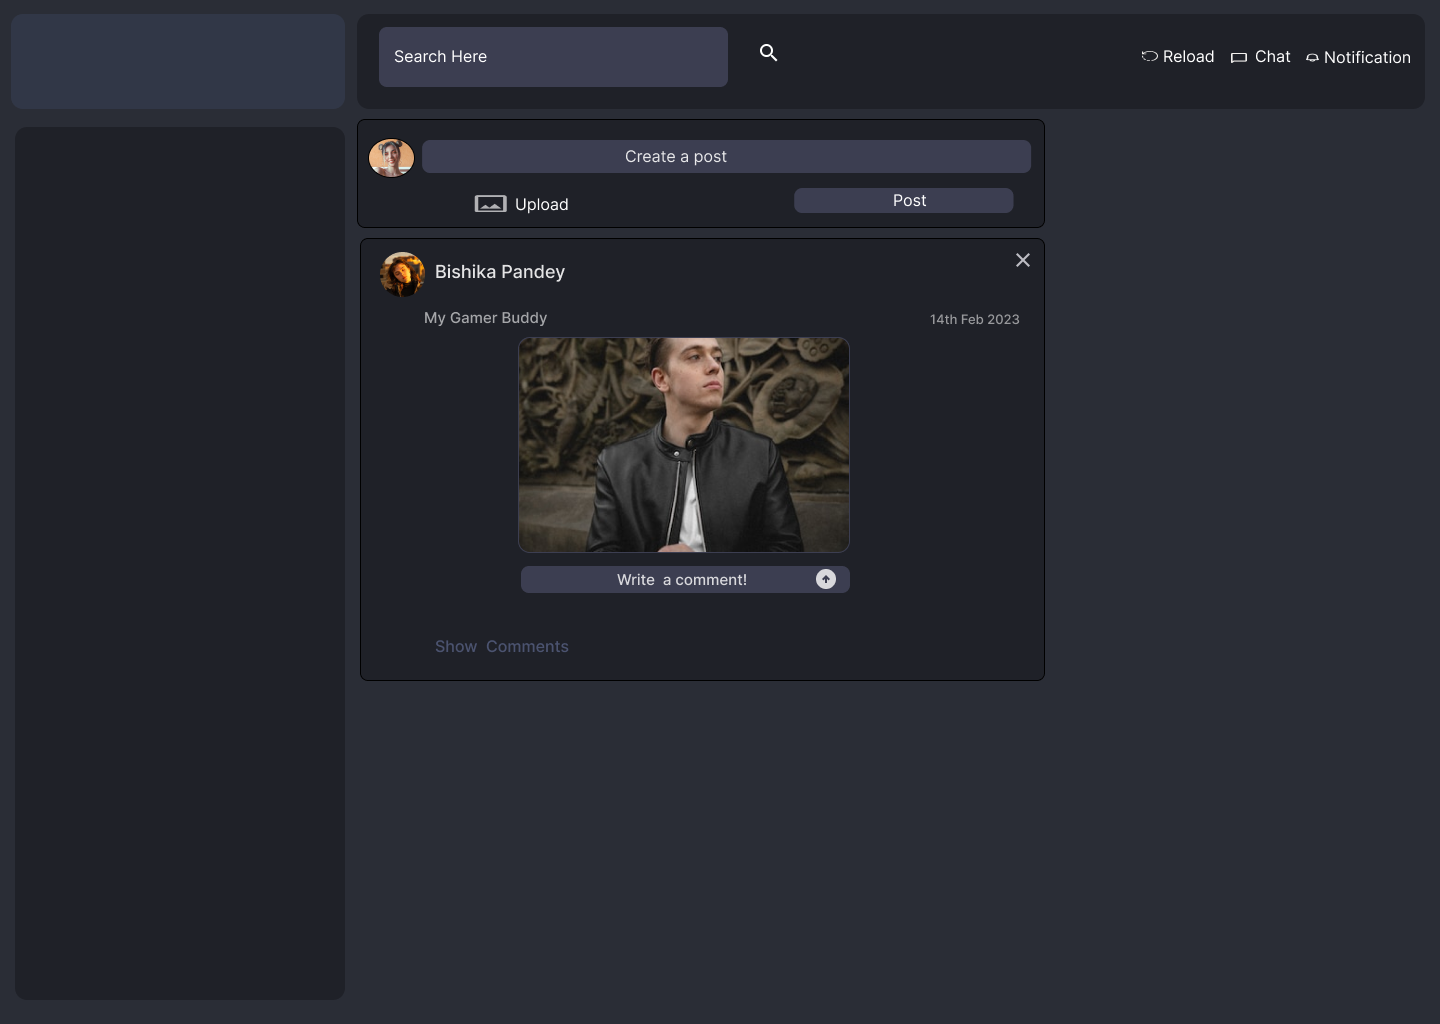 Search Here
Reload
Chat
Notification
Create a post
Upload
Post
Bishika Pandey
My Gamer Buddy
14th Feb 2023
Write a comment!
Show Comments